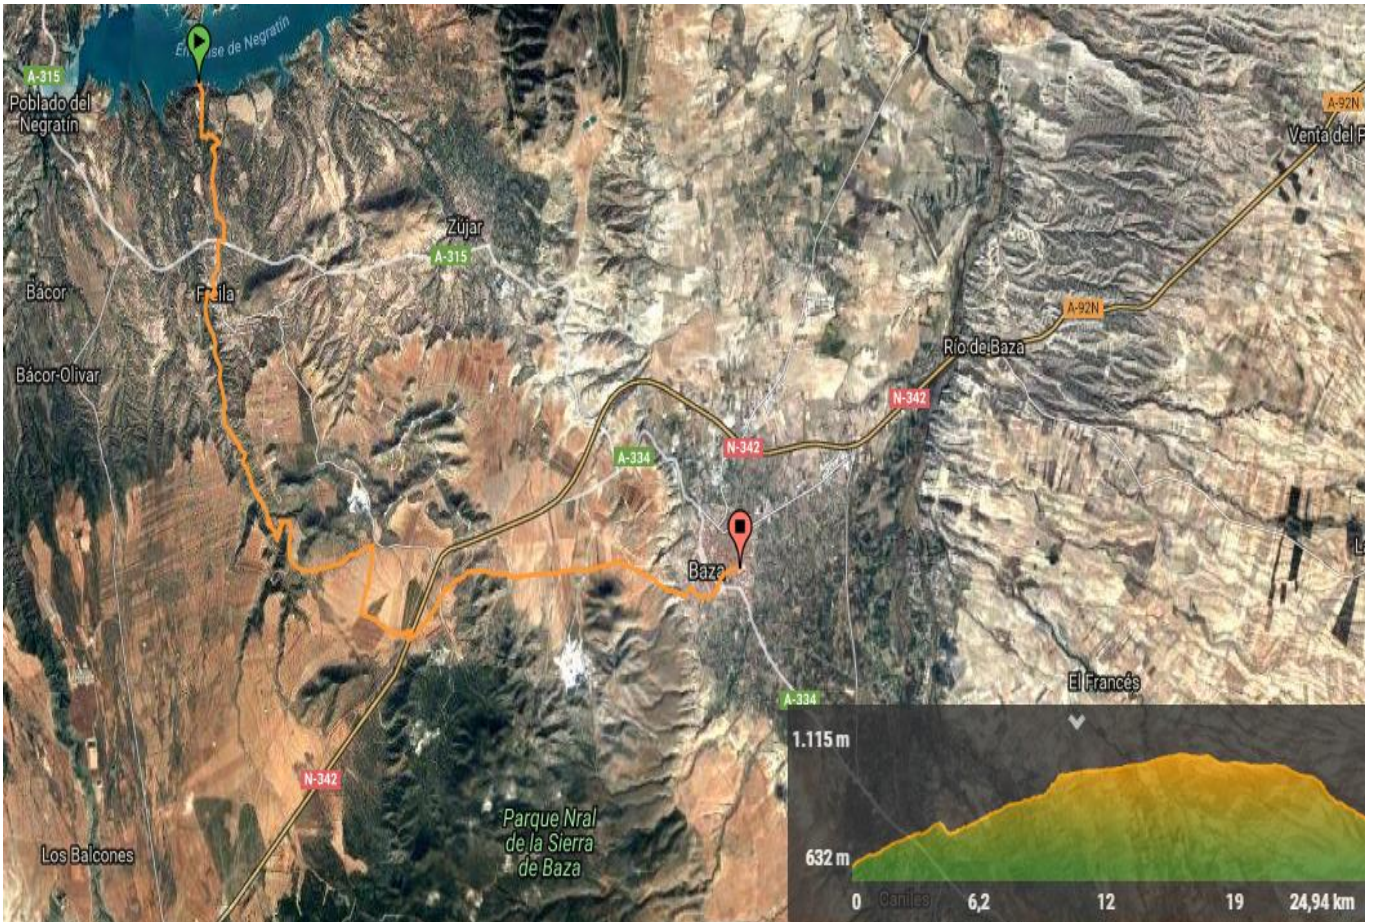 Embalse de Negratín
A-315
Poblado del
Negratín
A-92N
Venta del P
Zújar
A-315
Bácor
Freila
A-92N
Río de Baza
Bácor-Olivar
N-342
N-342
A-334
Baza
El Francés
A-334
1.115 m
N-342
Parque Nral
de la Sierra
de Baza
632 m
Los Balcones
Caniles
0 6,2 12 19 24,94 km